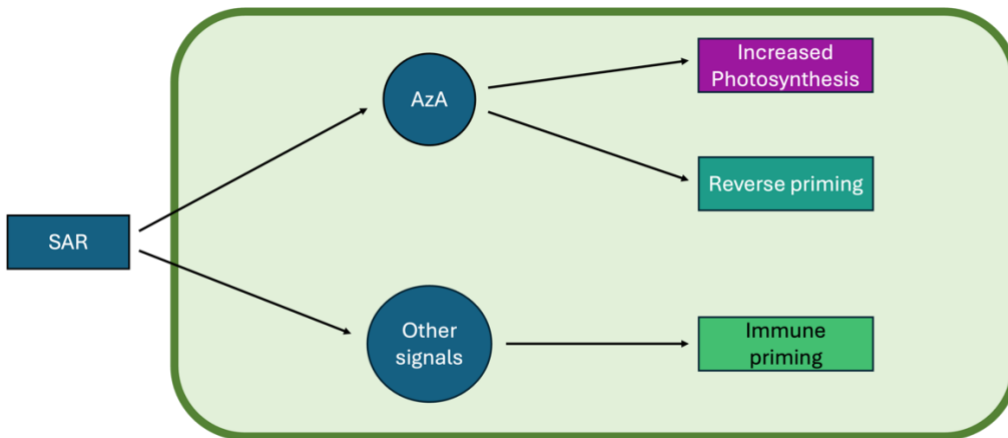 Increased
Photosynthesis
AzA
Reverse priming
SAR
Other
signals
Immune
priming